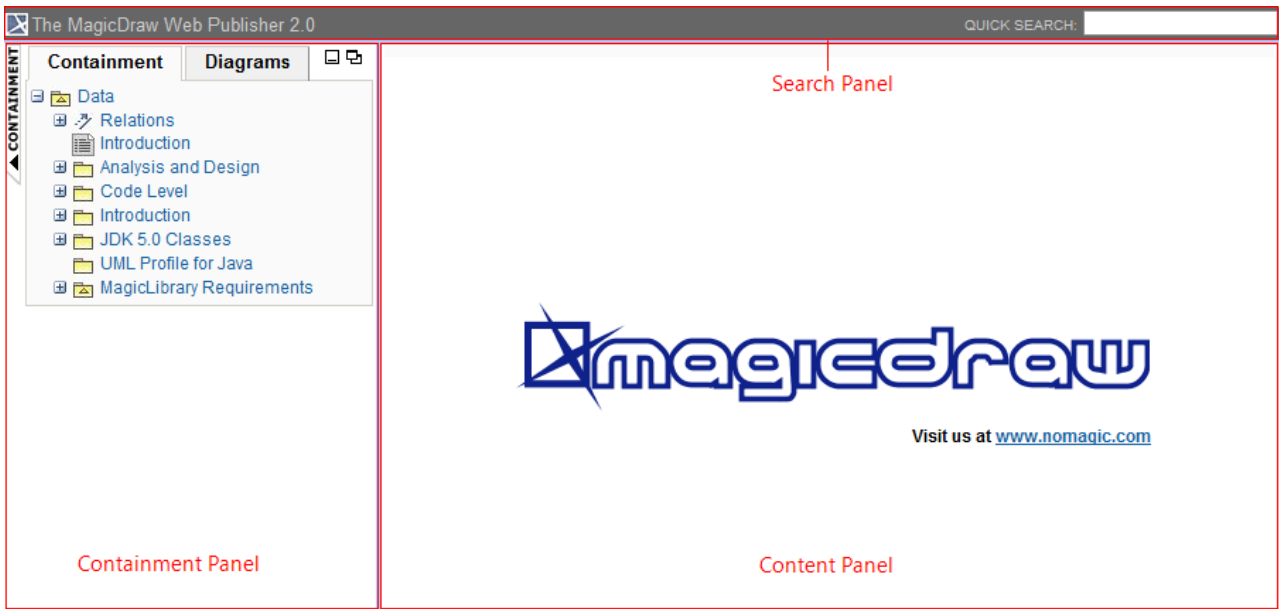 The MagicDraw Web Publisher 2.0
QUICK SEARCH:
CONTAINMENT
Containment
Diagrams
Search Panel
Data
Relations
Introduction
Analysis and Design
Code Level
Introduction
JDK 5.0 Classes
UML Profile for Java
MagicLibrary Requirements
magicdraw
Visit us at www.nomagic.com
Containment Panel
Content Panel